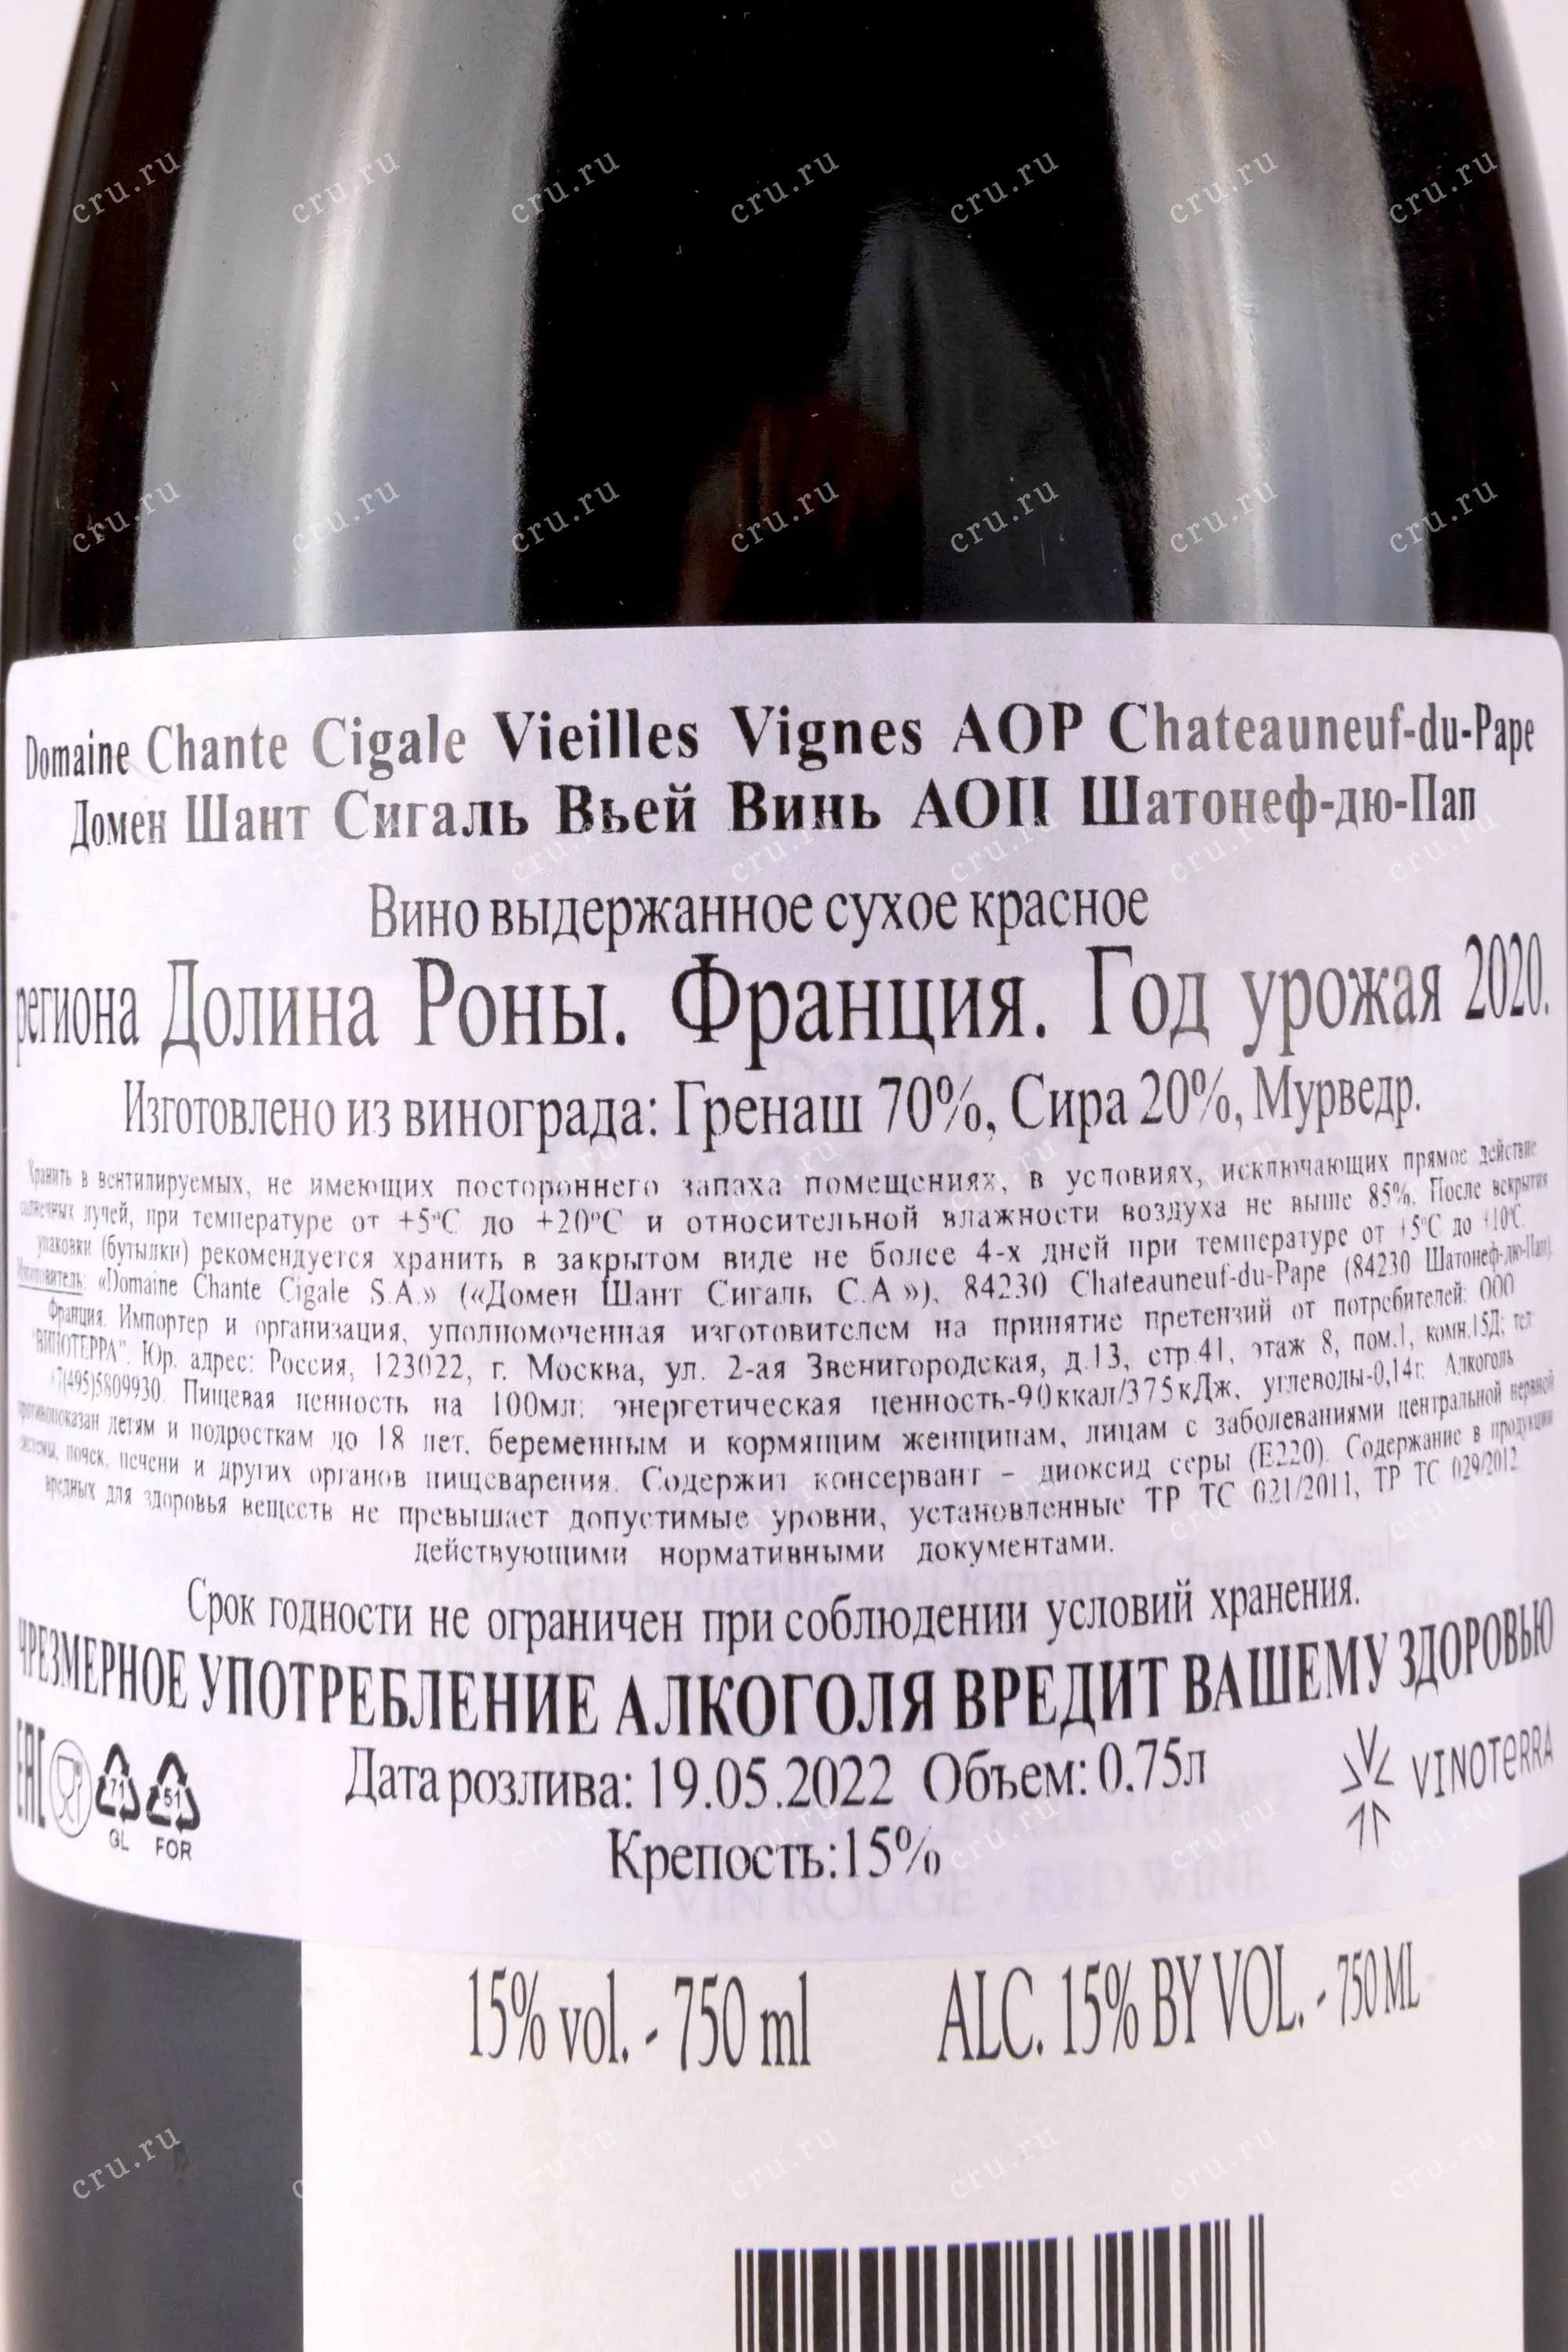 Domaine Chante Cigale Vieilles Vignes AOP Chateauneuf-du-Pape
Домен Шант Сигаль Вьей Винь АОП Шатонеф-дю-Пап
Вино выдержанное сухое красное
региона Долина Роны. Франция. Год урожая 2020.
Изготовлено из винограда: Гренаш 70%, Сира 20%, Мурведр.
Хранить в вентилируемых, не имеющих постороннего запаха помещениях, в условиях, исключающих прямое действие
солнечных лучей, при температуре от +5°С до +20°С и относительной влажности воздуха не выше 85%. После вскрытия
упаковки (бутылки) рекомендуется хранить в закрытом виде не более 4-х дней при температуре от +5°С до +10°С.
Изготовитель: «Domaine Chante Cigale S.A.» («Домен Шант Сигаль С.А.»), 84230 Chateauneuf-du-Pape (84230 Шатонеф-дю-Пап)
Франция. Импортер и организация, уполномоченная изготовителем на принятие претензий от потребителей: ООО
"ВИНОТЕРРА". Юр. адрес: Россия, 123022, г. Москва, ул. 2-ая Звенигородская, д.13, стр.41, этаж 8, пом.1, комн.15Д; тел
+7(495)5809930. Пищевая ценность на 100мл: энергетическая ценность-90ккал/375кДж, углеводы-0,14г. Алкоголь
противопоказан детям и подросткам до 18 лет, беременным и кормящим женщинам, лицам с заболеваниями центральной нервной
системы, почек, печени и других органов пищеварения. Содержит консервант – диоксид серы (Е220). Содержание в продукции
вредных для здоровья веществ не превышает допустимые уровни, установленные ТР ТС 021/2011, ТР ТС 029/2012
действующими нормативными документами.
Срок годности не ограничен при соблюдении условий хранения.
ЧРЕЗМЕРНОЕ УПОТРЕБЛЕНИЕ АЛКОГОЛЯ ВРЕДИТ ВАШЕМУ ЗДОРОВЬЮ
EAC 71 GL 51 FOR
Дата розлива: 19.05.2022 Объем: 0.75л
VINOTERRA
Крепость:15%
VIN ROUGE - RED WINE
15% vol. - 750 ml ALC. 15% BY VOL. - 750 ML
cru.ru